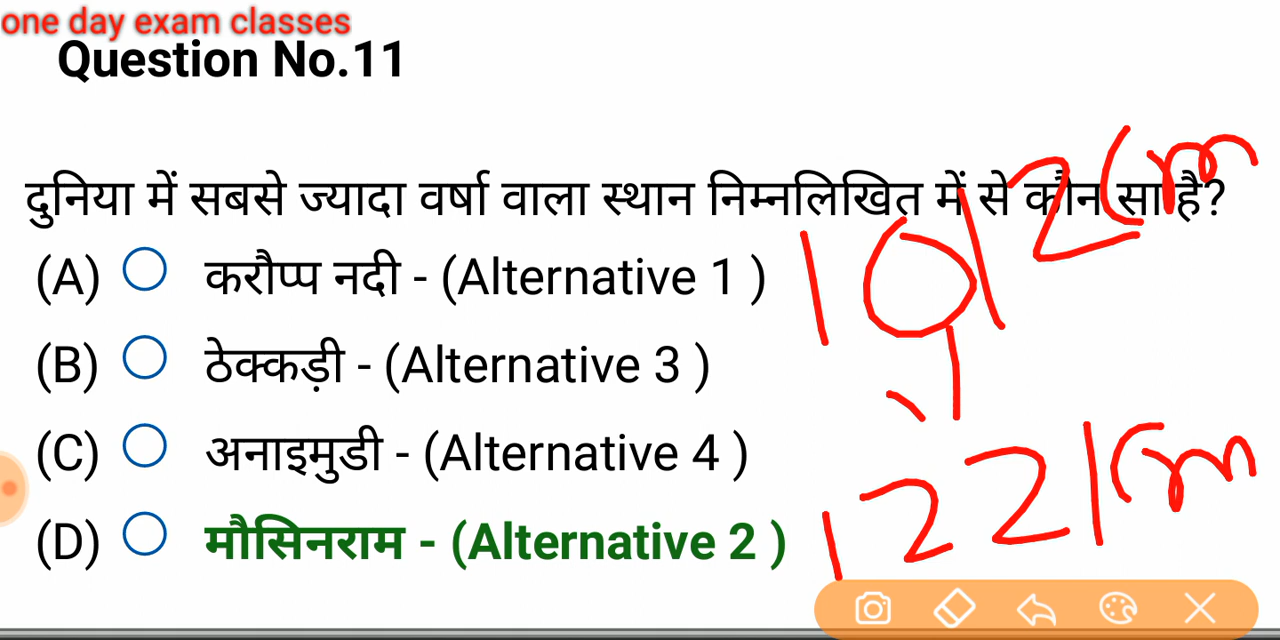 one day exam classes
Question No.11
दुनिया में सबसे ज्यादा वर्षा वाला स्थान निम्नलिखित में से कौन सा है?
(A) करौप्प नदी - (Alternative 1 )
(B) ठेक्कड़ी - (Alternative 3 )
(C) अनाइमुडी - (Alternative 4 )
(D) मौसिनराम - (Alternative 2 )
1012cm
1221cm